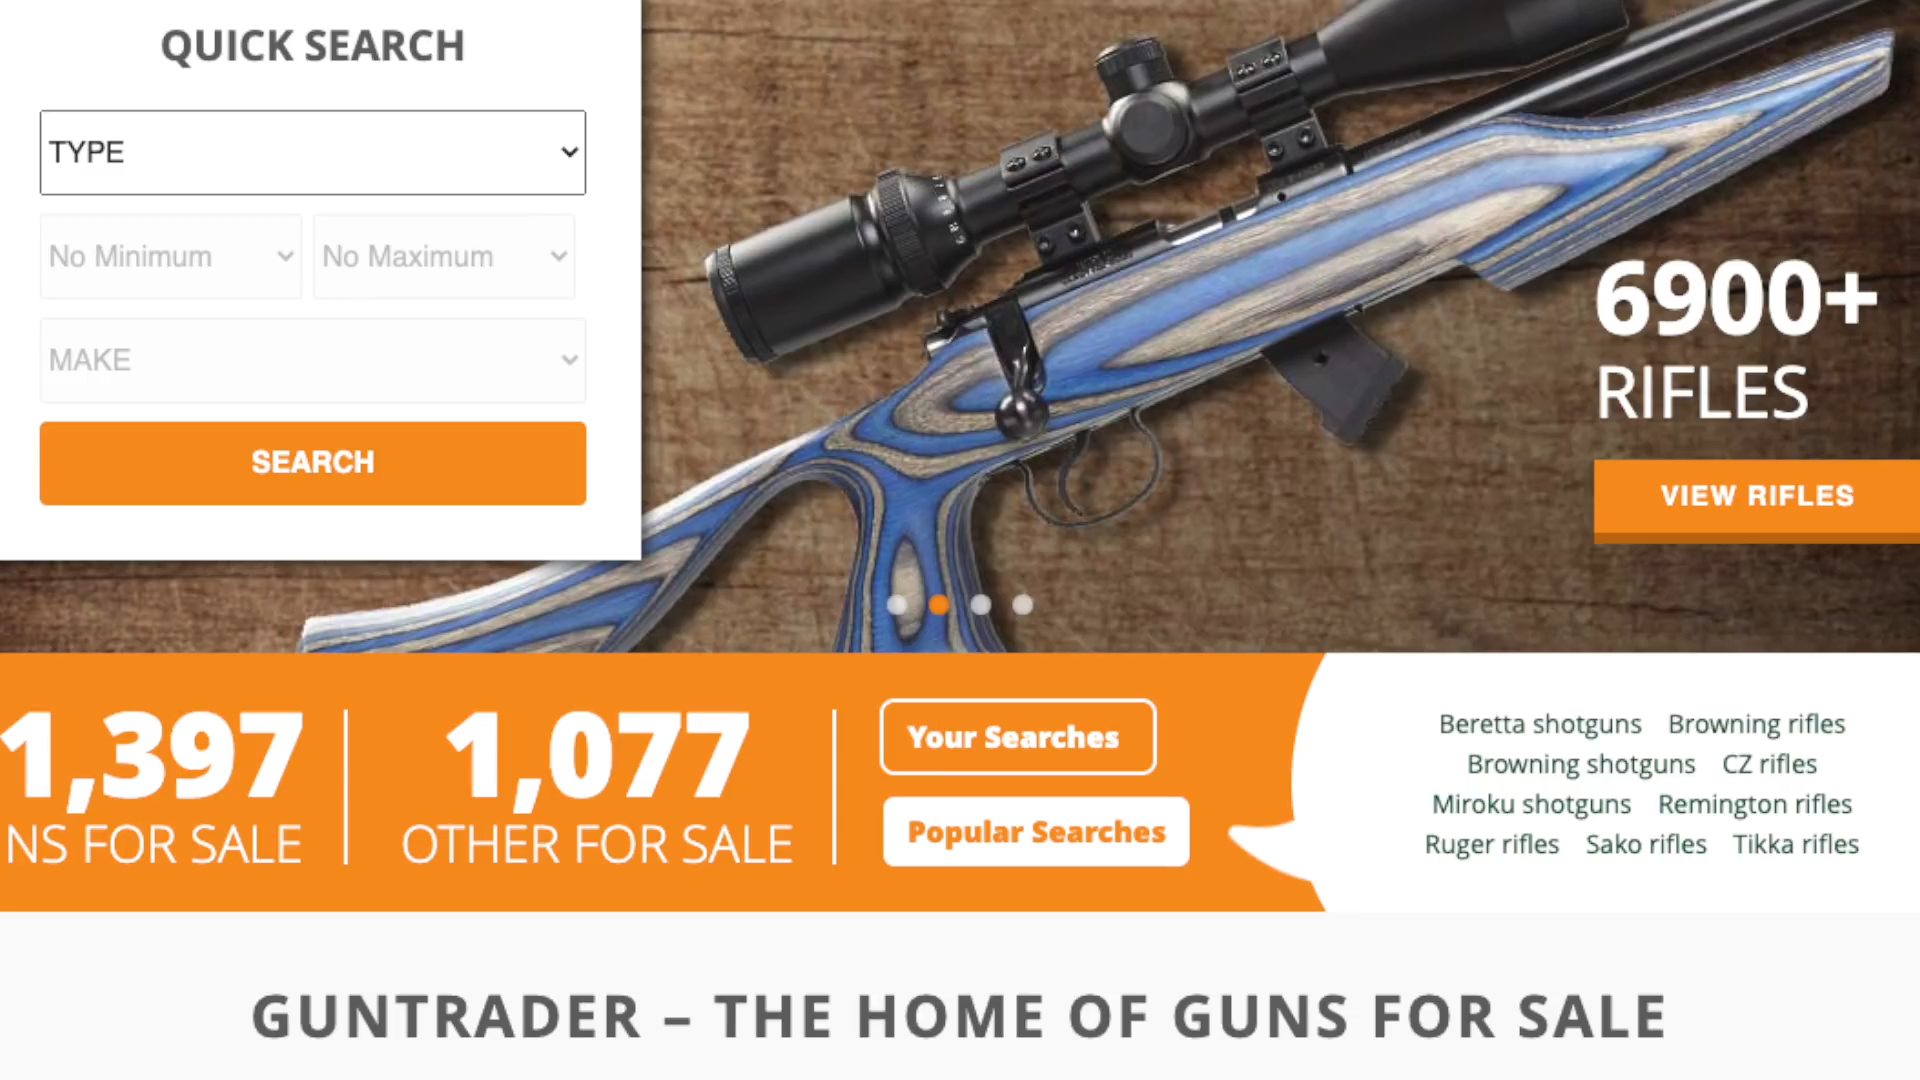 QUICK SEARCH
TYPE
No Minimum No Maximum
MAKE
SEARCH
6900+
RIFLES
VIEW RIFLES
1,397
NS FOR SALE
1,077
OTHER FOR SALE
Your Searches
Popular Searches
Beretta shotguns Browning rifles
Browning shotguns CZ rifles
Miroku shotguns Remington rifles
Ruger rifles Sako rifles Tikka rifles
GUNTRADER – THE HOME OF GUNS FOR SALE